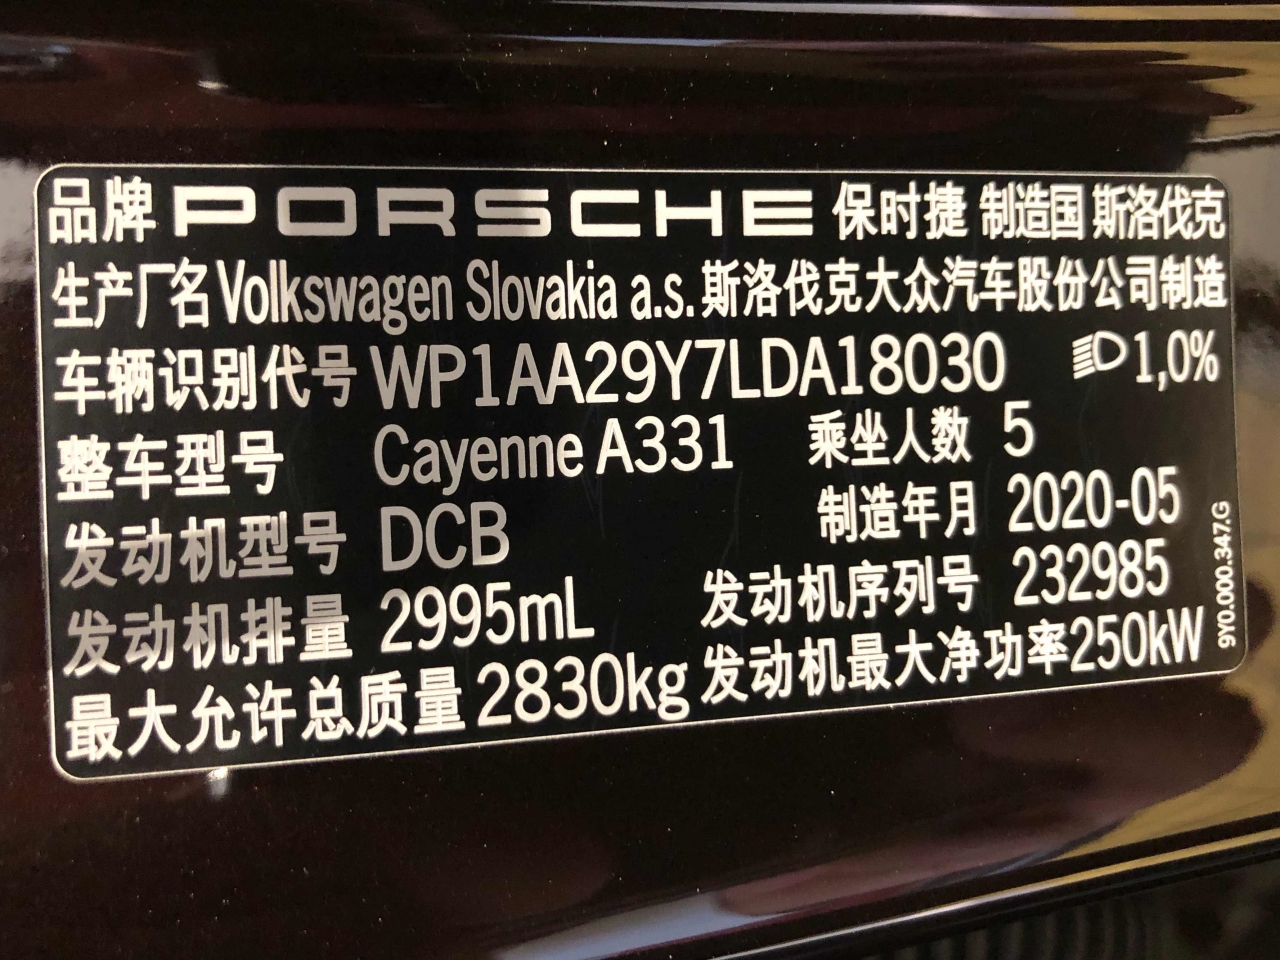 品牌 PORSCHE 保时捷 制造国 斯洛伐克
生产厂名 Volkswagen Slovakia a.s. 斯洛伐克大众汽车股份公司制造
车辆识别代号 WP1AA29Y7LDA18030 1,0%
整车型号 Cayenne A331 乘坐人数 5
发动机型号 DCB 制造年月 2020-05
发动机排量 2995mL 发动机序列号 232985
最大允许总质量 2830kg 发动机最大净功率 250kW
9Y0.000.347.G